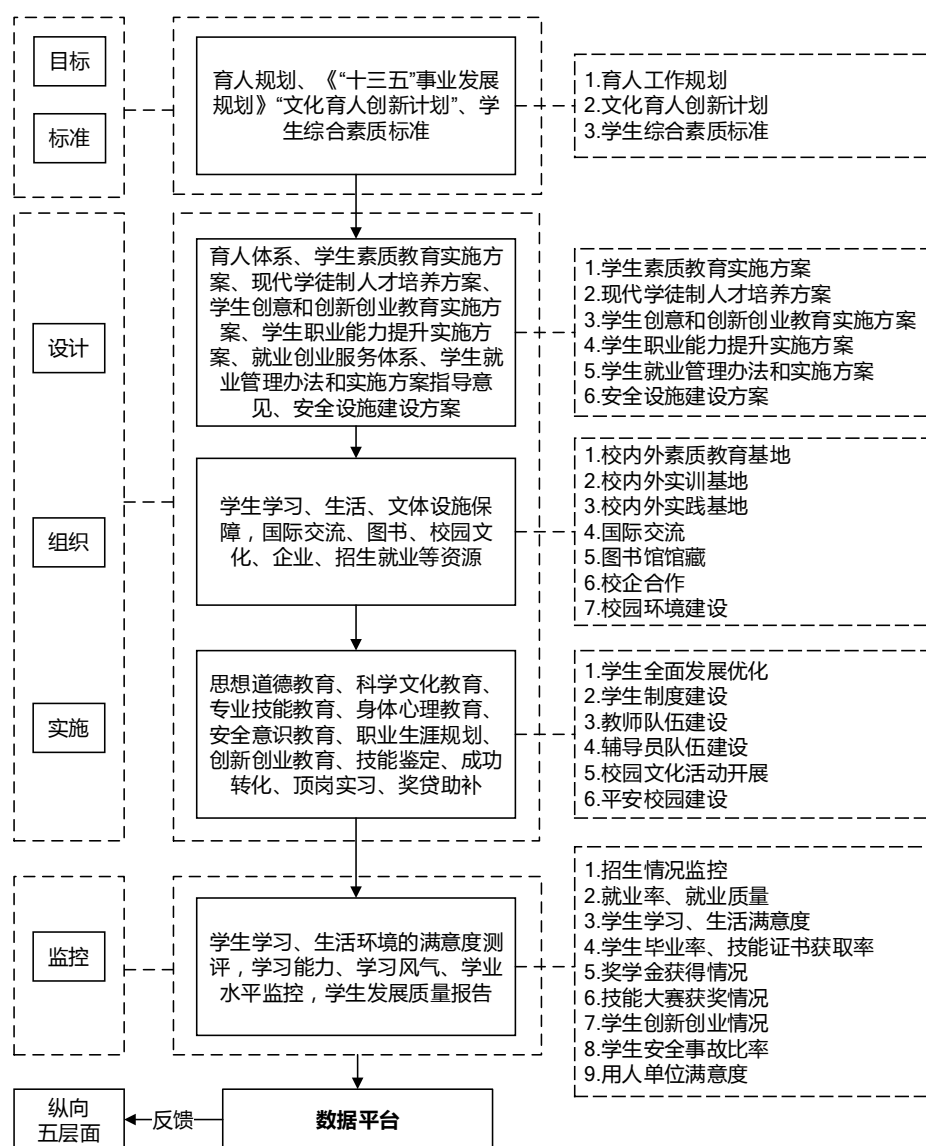 目标
标准
育人规划、《“十三五”事业发展
规划》“文化育人创新计划”、学
生综合素质标准
1.育人工作规划
2.文化育人创新计划
3.学生综合素质标准
设计
育人体系、学生素质教育实施方
案、现代学徒制人才培养方案、
学生创意和创新创业教育实施方
案、学生职业能力提升实施方
案、就业创业服务体系、学生就
业管理办法和实施方案指导意
见、安全设施建设方案
1.学生素质教育实施方案
2.现代学徒制人才培养方案
3.学生创意和创新创业教育实施方案
4.学生职业能力提升实施方案
5.学生就业管理办法和实施方案
6.安全设施建设方案
组织
学生学习、生活、文体设施保
障，国际交流、图书、校园文
化、企业、招生就业等资源
1.校内外素质教育基地
2.校内外实训基地
3.校内外实践基地
4.国际交流
5.图书馆馆藏
6.校企合作
7.校园环境建设
实施
思想道德教育、科学文化教育、
专业技能教育、身体心理教育、
安全意识教育、职业生涯规划、
创新创业教育、技能鉴定、成功
转化、顶岗实习、奖贷助补
1.学生全面发展优化
2.学生制度建设
3.教师队伍建设
4.辅导员队伍建设
5.校园文化活动开展
6.平安校园建设
监控
学生学习、生活环境的满意度测
评，学习能力、学习风气、学业
水平监控，学生发展质量报告
1.招生情况监控
2.就业率、就业质量
3.学生学习、生活满意度
4.学生毕业率、技能证书获取率
5.奖学金获得情况
6.技能大赛获奖情况
7.学生创新创业情况
8.学生安全事故比率
9.用人单位满意度
纵向
五层面
反馈
数据平台